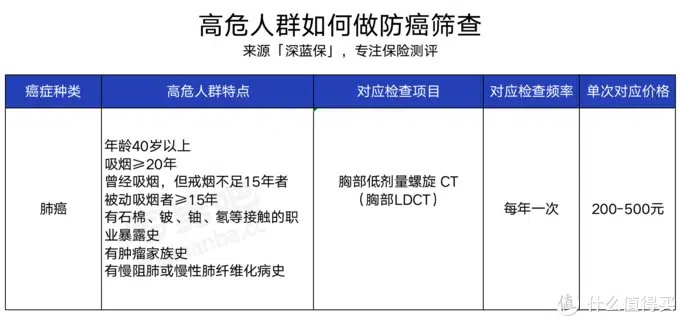 高危人群如何做防癌筛查
来源「深蓝保」，专注保险测评
癌症种类 高危人群特点 对应检查项目 对应检查频率 单次对应价格
肺癌
年龄40岁以上
吸烟≥20年
曾经吸烟，但戒烟不足15年者
被动吸烟者≥15年
有石棉、铍、铀、氡等接触的职
业暴露史
有肿瘤家族史
有慢阻肺或慢性肺纤维化病史
胸部低剂量螺旋 CT
（胸部LDCT）
每年一次
200-500元
值 什么值得买